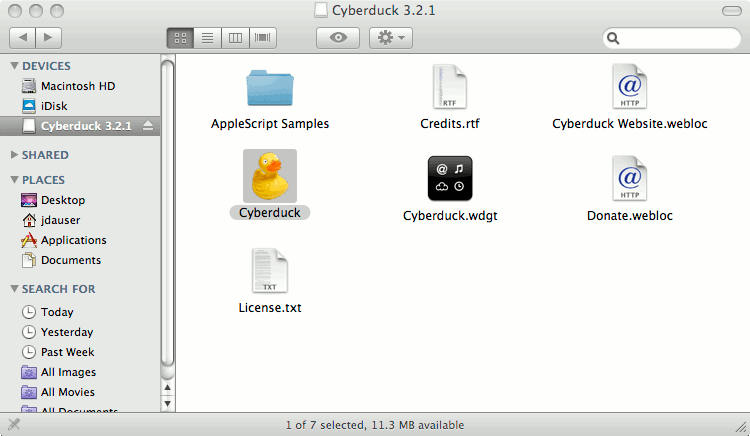 Cyberduck 3.2.1
DEVICES
Macintosh HD
iDisk
Cyberduck 3.2.1
SHARED
PLACES
Desktop
jdauser
Applications
Documents
SEARCH FOR
Today
Yesterday
Past Week
All Images
All Movies
All Documents
AppleScript Samples
RTF
Credits.rtf
@
HTTP
Cyberduck Website.webloc
Cyberduck
@
Cyberduck.wdgt
@
HTTP
Donate.webloc
TXT
License.txt
1 of 7 selected, 11.3 MB available